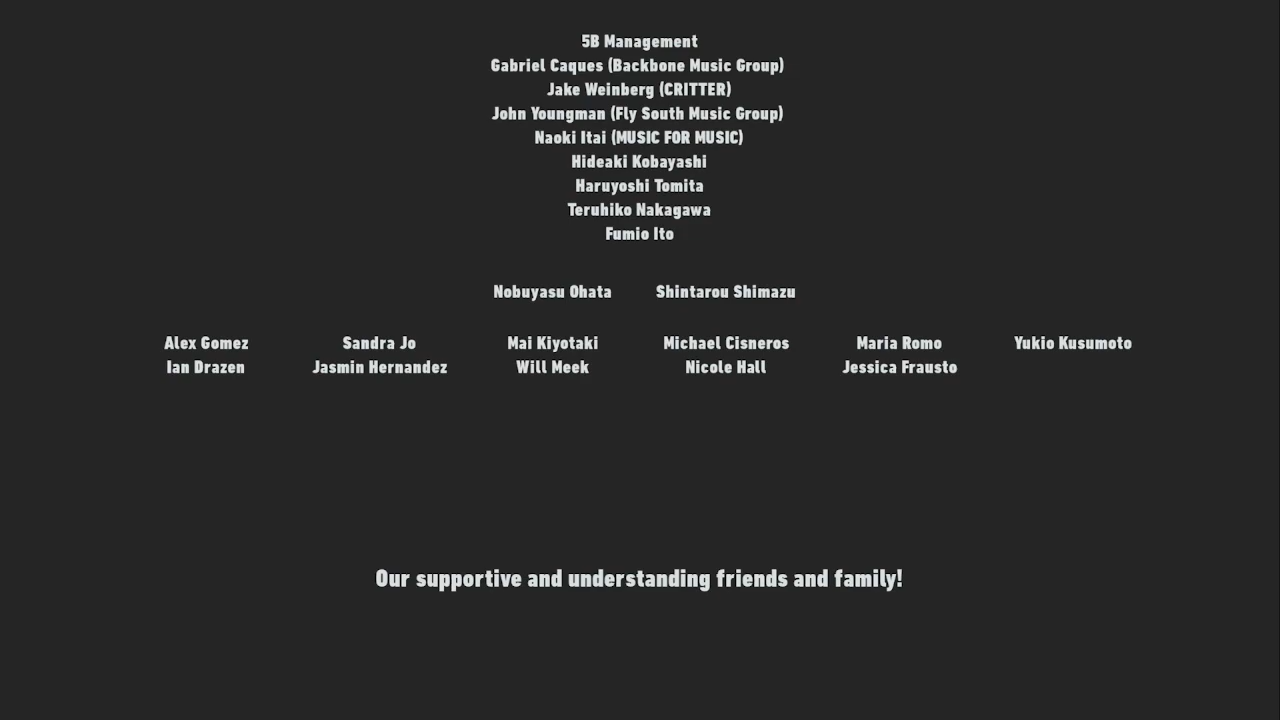 5B Management
Gabriel Caques (Backbone Music Group)
Jake Weinberg (CRITTER)
John Youngman (Fly South Music Group)
Naoki Itai (MUSIC FOR MUSIC)
Hideaki Kobayashi
Haruyoshi Tomita
Teruhiko Nakagawa
Fumio Ito
Nobuyasu Ohata Shintarou Shimazu
Alex Gomez Sandra Jo Mai Kiyotaki Michael Cisneros Maria Romo Yukio Kusumoto
Ian Drazen Jasmin Hernandez Will Meek Nicole Hall Jessica Frausto
Our supportive and understanding friends and family!